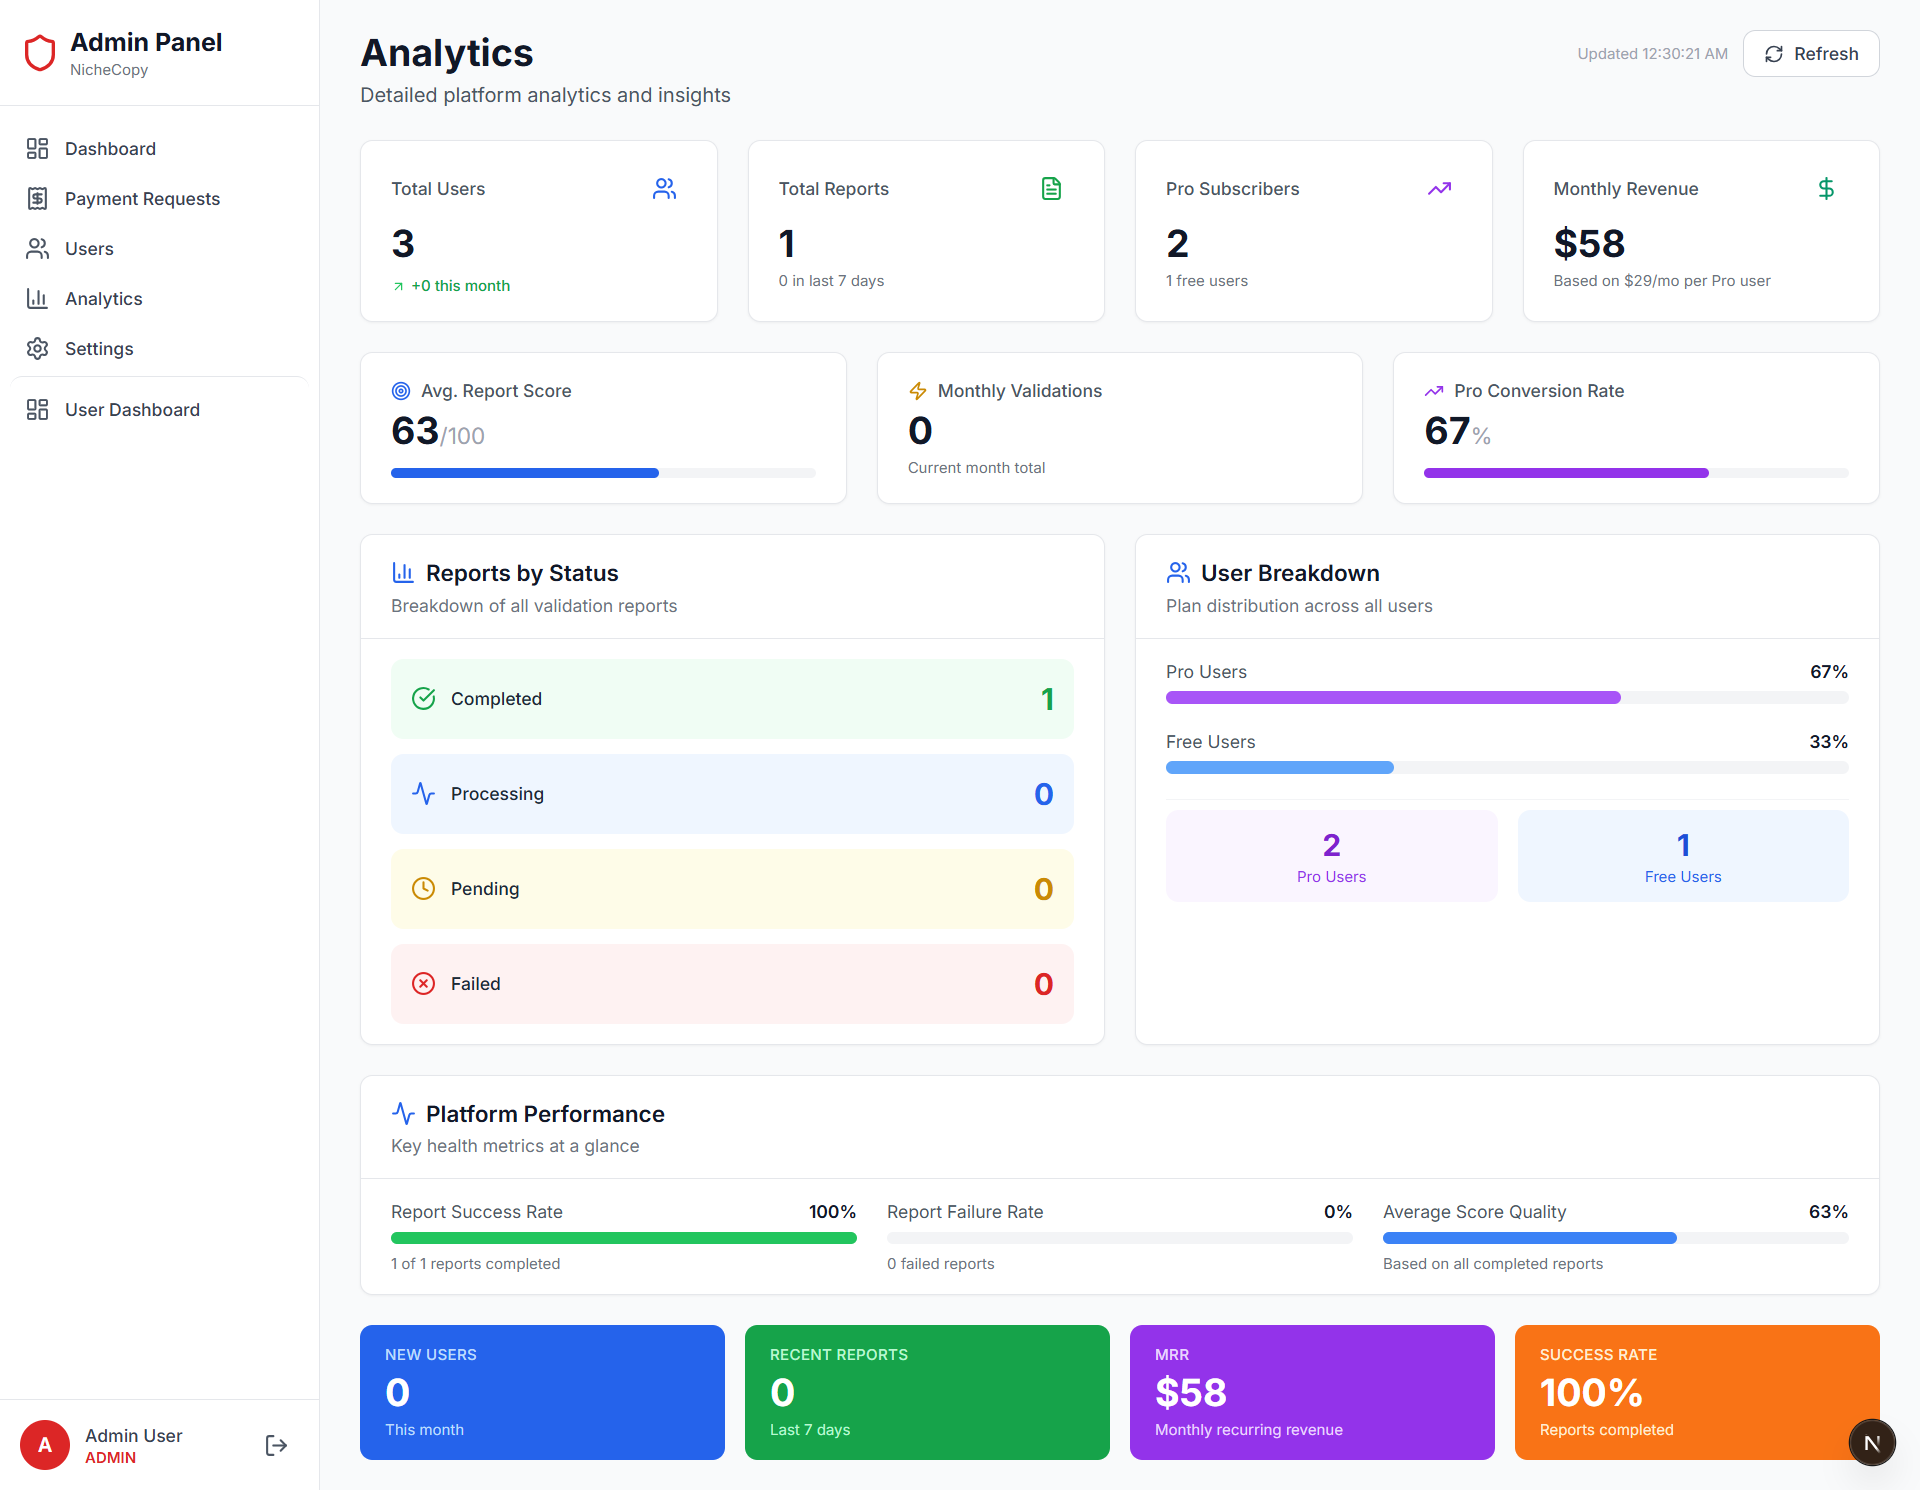 Admin Panel
NicheCopy
Dashboard
Payment Requests
Users
Analytics
Settings
User Dashboard
A
Admin User
ADMIN
Analytics
Detailed platform analytics and insights
Updated 12:30:21 AM
Refresh
Total Users
3
+0 this month
Total Reports
1
0 in last 7 days
Pro Subscribers
2
1 free users
Monthly Revenue
$58
Based on $29/mo per Pro user
Avg. Report Score
63/100
Monthly Validations
0
Current month total
Pro Conversion Rate
67%
Reports by Status
Breakdown of all validation reports
Completed 1
Processing 0
Pending 0
Failed 0
User Breakdown
Plan distribution across all users
Pro Users 67%
Free Users 33%
2
Pro Users
1
Free Users
Platform Performance
Key health metrics at a glance
Report Success Rate 100%
1 of 1 reports completed
Report Failure Rate 0%
0 failed reports
Average Score Quality 63%
Based on all completed reports
NEW USERS
0
This month
RECENT REPORTS
0
Last 7 days
MRR
$58
Monthly recurring revenue
SUCCESS RATE
100%
Reports completed
N